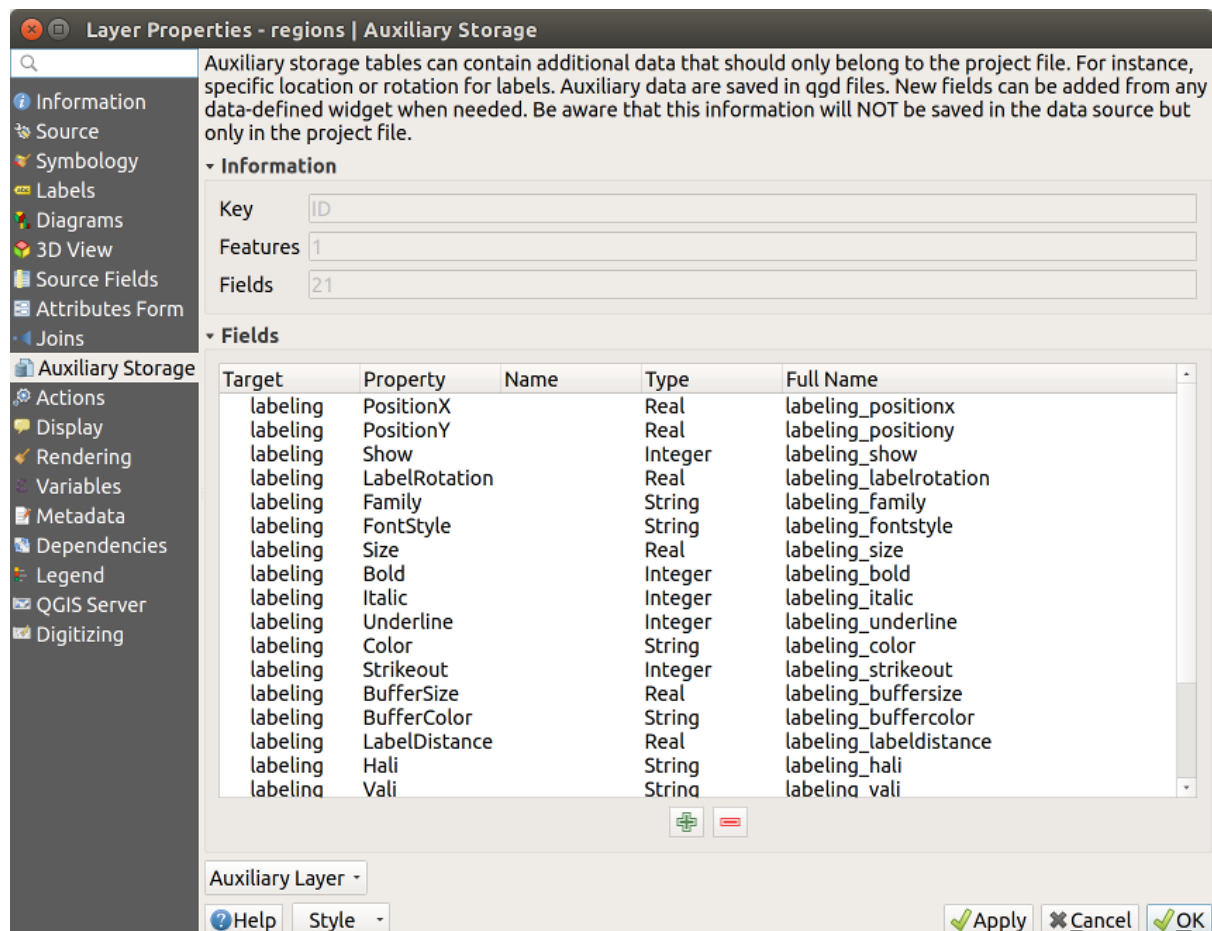 Layer Properties - regions | Auxiliary Storage
Information
Source
Symbology
Labels
Diagrams
3D View
Source Fields
Attributes Form
Joins
Auxiliary Storage
Actions
Display
Rendering
Variables
Metadata
Dependencies
Legend
QGIS Server
Digitizing
Auxiliary storage tables can contain additional data that should only belong to the project file. For instance,
specific location or rotation for labels. Auxiliary data are saved in qgd files. New fields can be added from any
data-defined widget when needed. Be aware that this information will NOT be saved in the data source but
only in the project file.
Information
Key ID
Features 1
Fields 21
Fields
Target Property Name Type Full Name
labeling PositionX Real labeling_positionx
labeling PositionY Real labeling_positiony
labeling Show Integer labeling_show
labeling LabelRotation Real labeling_labelrotation
labeling Family String labeling_family
labeling FontStyle String labeling_fontstyle
labeling Size Real labeling_size
labeling Bold Integer labeling_bold
labeling Italic Integer labeling_italic
labeling Underline Integer labeling_underline
labeling Color String labeling_color
labeling Strikeout Integer labeling_strikeout
labeling BufferSize Real labeling_buffersize
labeling BufferColor String labeling_buffercolor
labeling LabelDistance Real labeling_labeldistance
labeling Hali String labeling_hali
labeling Vali String labeling_vali
Auxiliary Layer
Help Style Apply Cancel OK